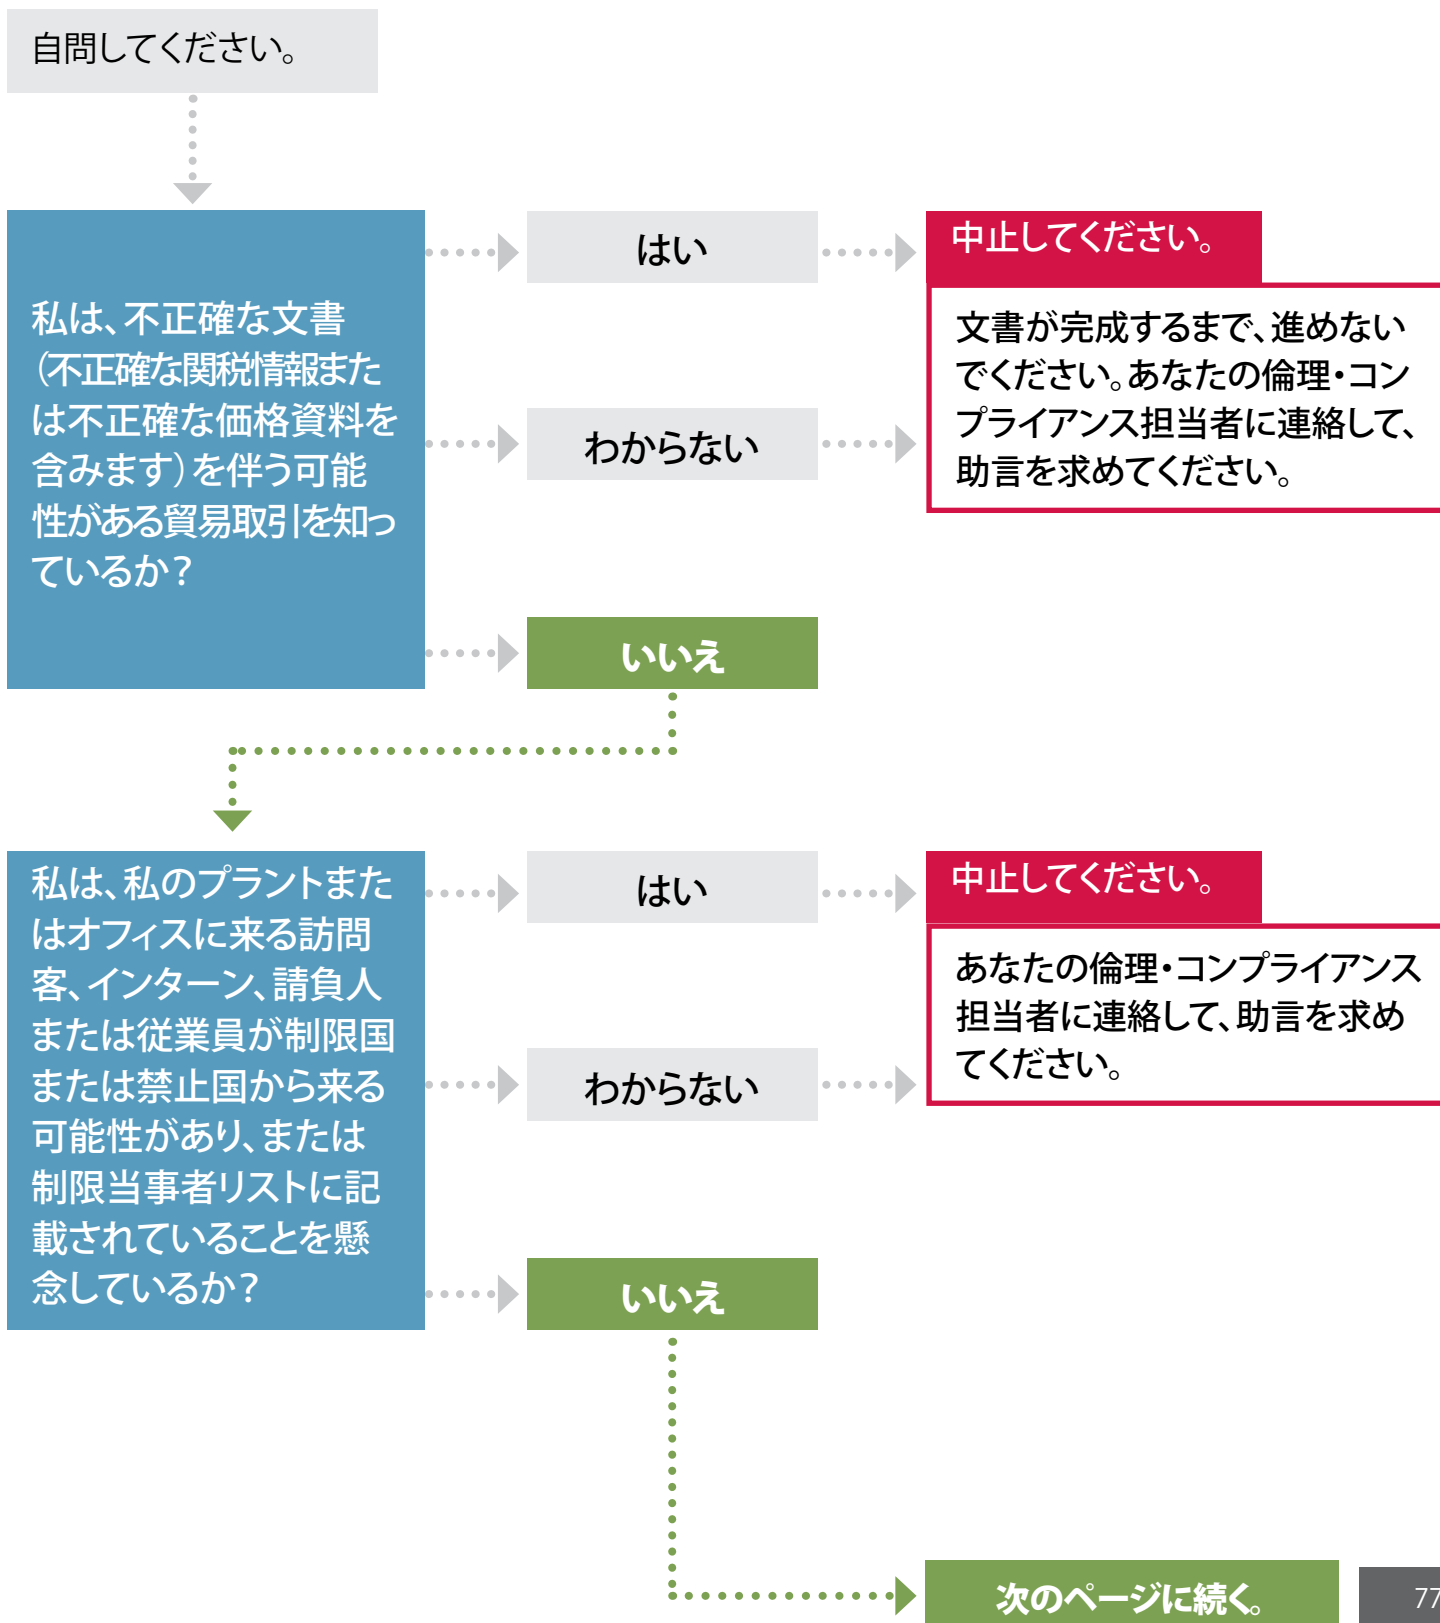 自問してください。
私は、不正確な文書
（不正確な関税情報また
は不正確な価格資料を
含みます）を伴う可能
性がある貿易取引を知っ
ているか？
はい
中止してください。
文書が完成するまで、進めない
でください。あなたの倫理・コン
プライアンス担当者に連絡して、
助言を求めてください。
わからない
いいえ
私は、私のプラントまた
はオフィスに来る訪問
客、インターン、請負人
または従業員が制限国
または禁止国から来る
可能性があり、または
制限当事者リストに記
載されていることを懸
念しているか？
はい
中止してください。
あなたの倫理・コンプライアンス
担当者に連絡して、助言を求め
てください。
わからない
いいえ
次のページに続く。
77